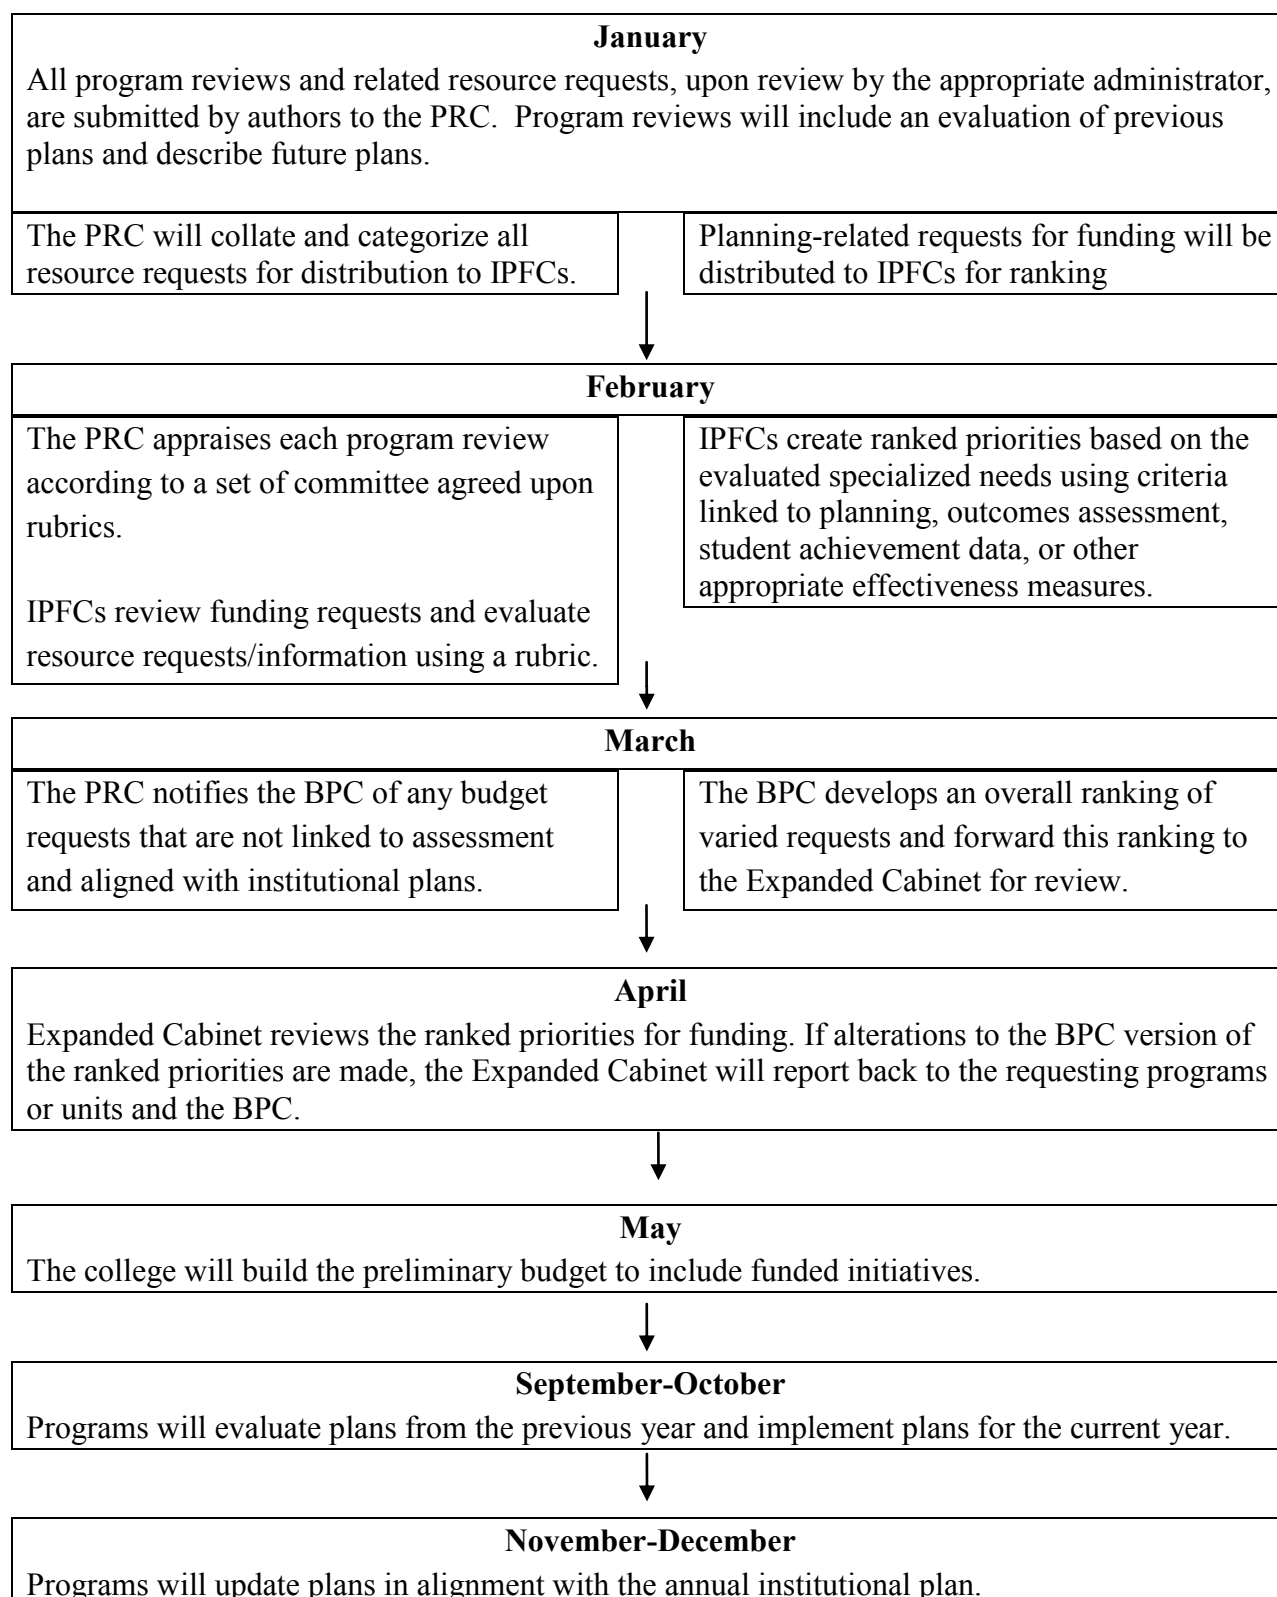 January
All program reviews and related resource requests, upon review by the appropriate administrator,
are submitted by authors to the PRC.  Program reviews will include an evaluation of previous
plans and describe future plans.
The PRC will collate and categorize all
resource requests for distribution to IPFCs.
Planning-related requests for funding will be
distributed to IPFCs for ranking
February
The PRC appraises each program review
according to a set of committee agreed upon
rubrics.
IPFCs review funding requests and evaluate
resource requests/information using a rubric.
IPFCs create ranked priorities based on the
evaluated specialized needs using criteria
linked to planning, outcomes assessment,
student achievement data, or other
appropriate effectiveness measures.
March
The PRC notifies the BPC of any budget
requests that are not linked to assessment
and aligned with institutional plans.
The BPC develops an overall ranking of
varied requests and forward this ranking to
the Expanded Cabinet for review.
April
Expanded Cabinet reviews the ranked priorities for funding. If alterations to the BPC version of
the ranked priorities are made, the Expanded Cabinet will report back to the requesting programs
or units and the BPC.
May
The college will build the preliminary budget to include funded initiatives.
September-October
Programs will evaluate plans from the previous year and implement plans for the current year.
November-December
Programs will update plans in alignment with the annual institutional plan.